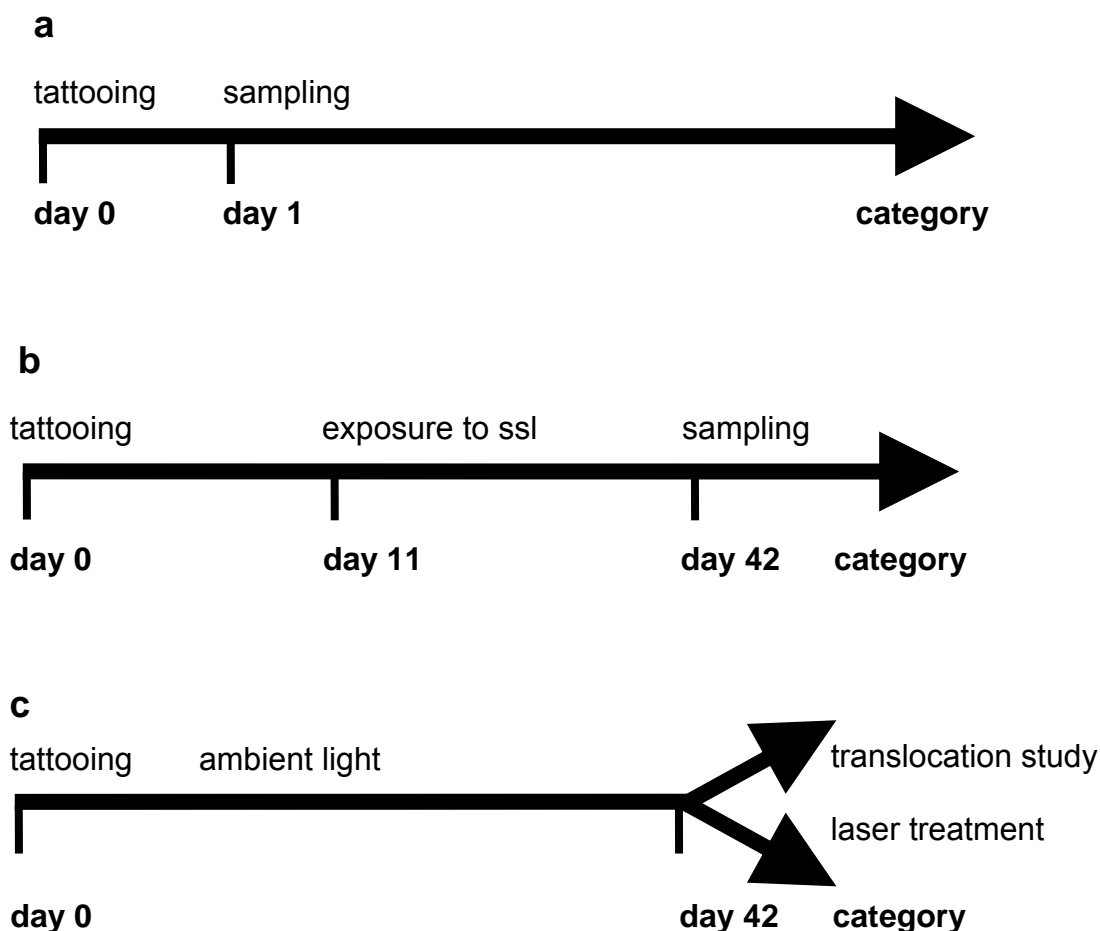 a
tattooing sampling
day 0 day 1 category
b
tattooing exposure to ssl sampling
day 0 day 11 day 42 category
c
tattooing ambient light
translocation study
laser treatment
day 0 day 42 category